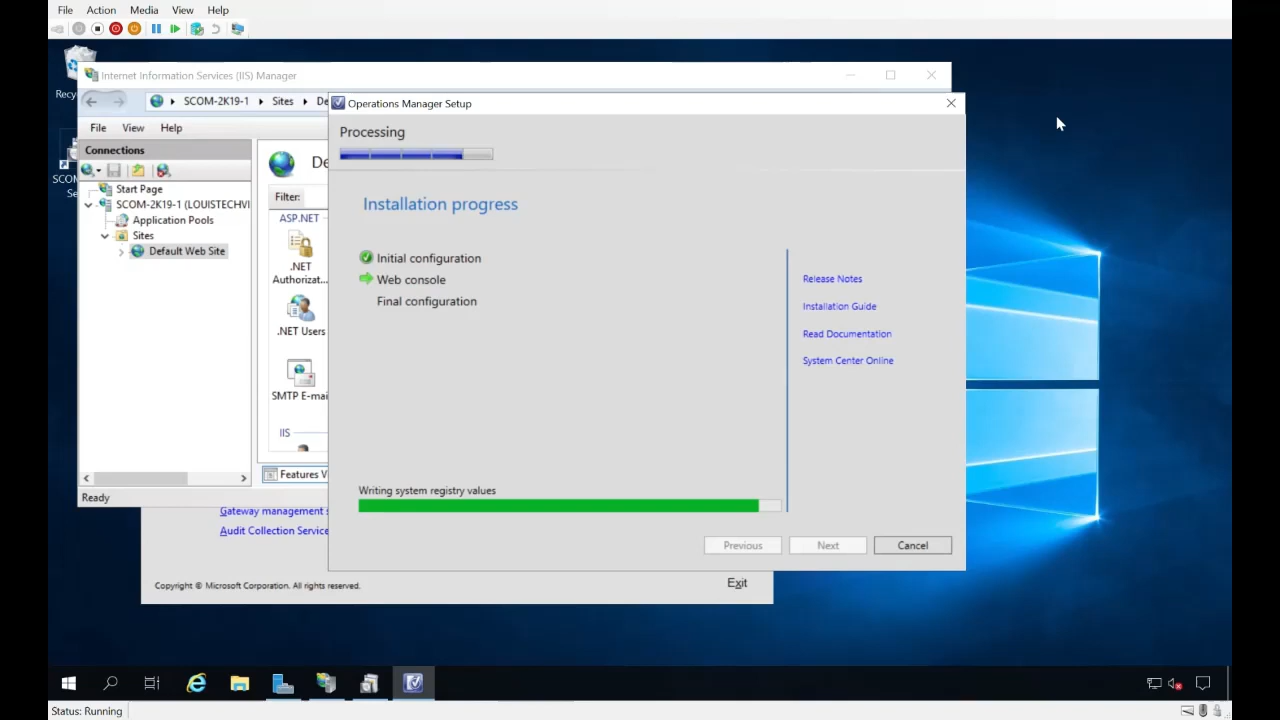 File Action Media View Help
Internet Information Services (IIS) Manager
SCOM-2K19-1 Sites
File View Help
Connections
Start Page
SCOM-2K19-1 (LOUISTECHVI
Application Pools
Sites
Default Web Site
Ready
Filter:
ASP.NET
.NET
Authorizat...
.NET Users
SMTP E-mai
IIS
Features V
Operations Manager Setup
Processing
Installation progress
Initial configuration
Web console
Final configuration
Release Notes
Installation Guide
Read Documentation
System Center Online
Writing system registry values
Previous Next Cancel
Gateway management s
Audit Collection Service
Copyright © Microsoft Corporation. All rights reserved.
Exit
Recy
SCOM
Se
Status: Running